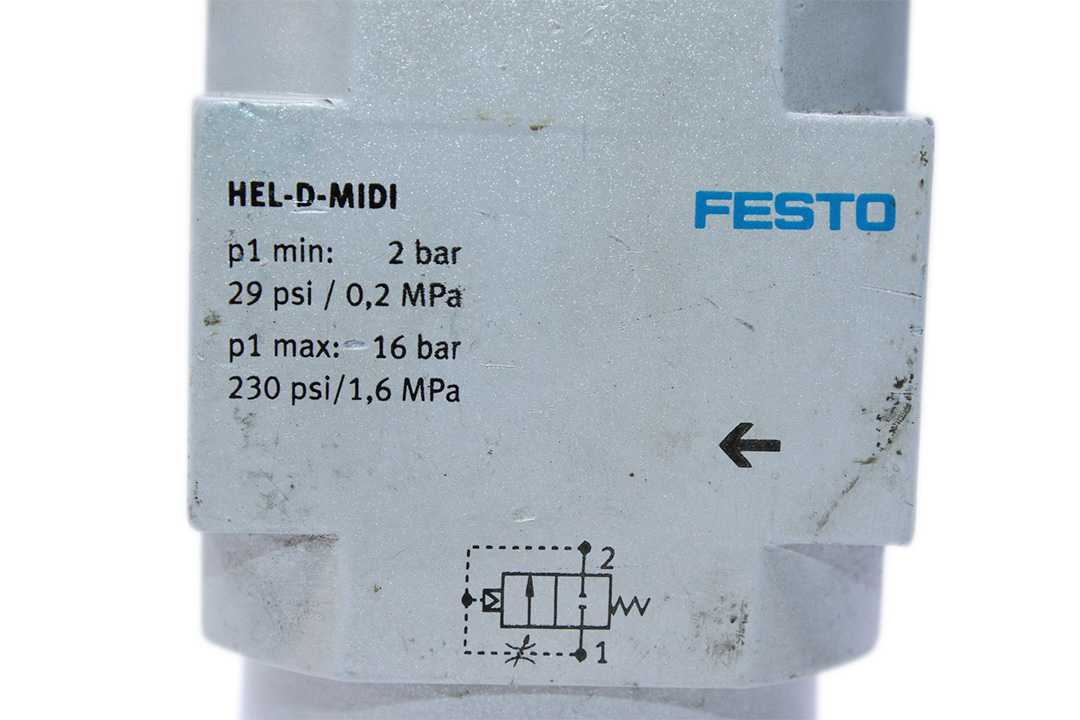 HEL-D-MIDI
FESTO
p1 min: 2 bar
29 psi / 0,2 MPa
p1 max: 16 bar
230 psi/1,6 MPa
2
1